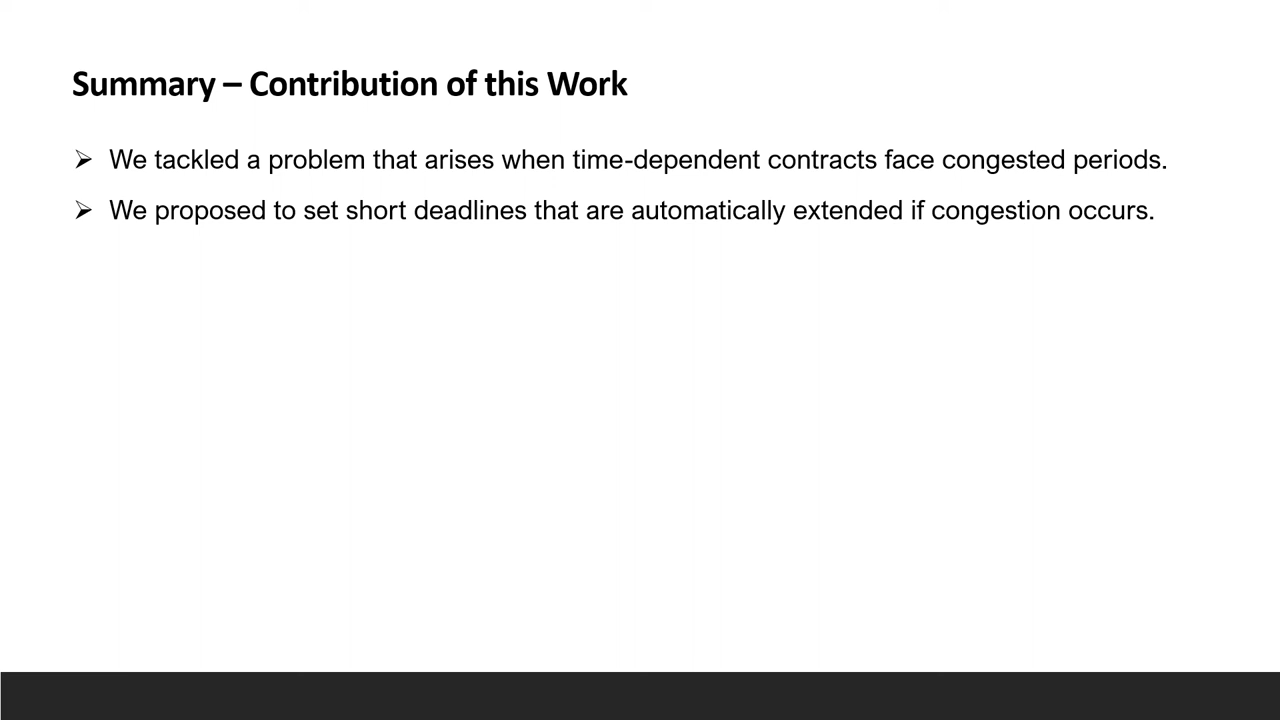 Summary – Contribution of this Work
➢ We tackled a problem that arises when time-dependent contracts face congested periods.
➢ We proposed to set short deadlines that are automatically extended if congestion occurs.